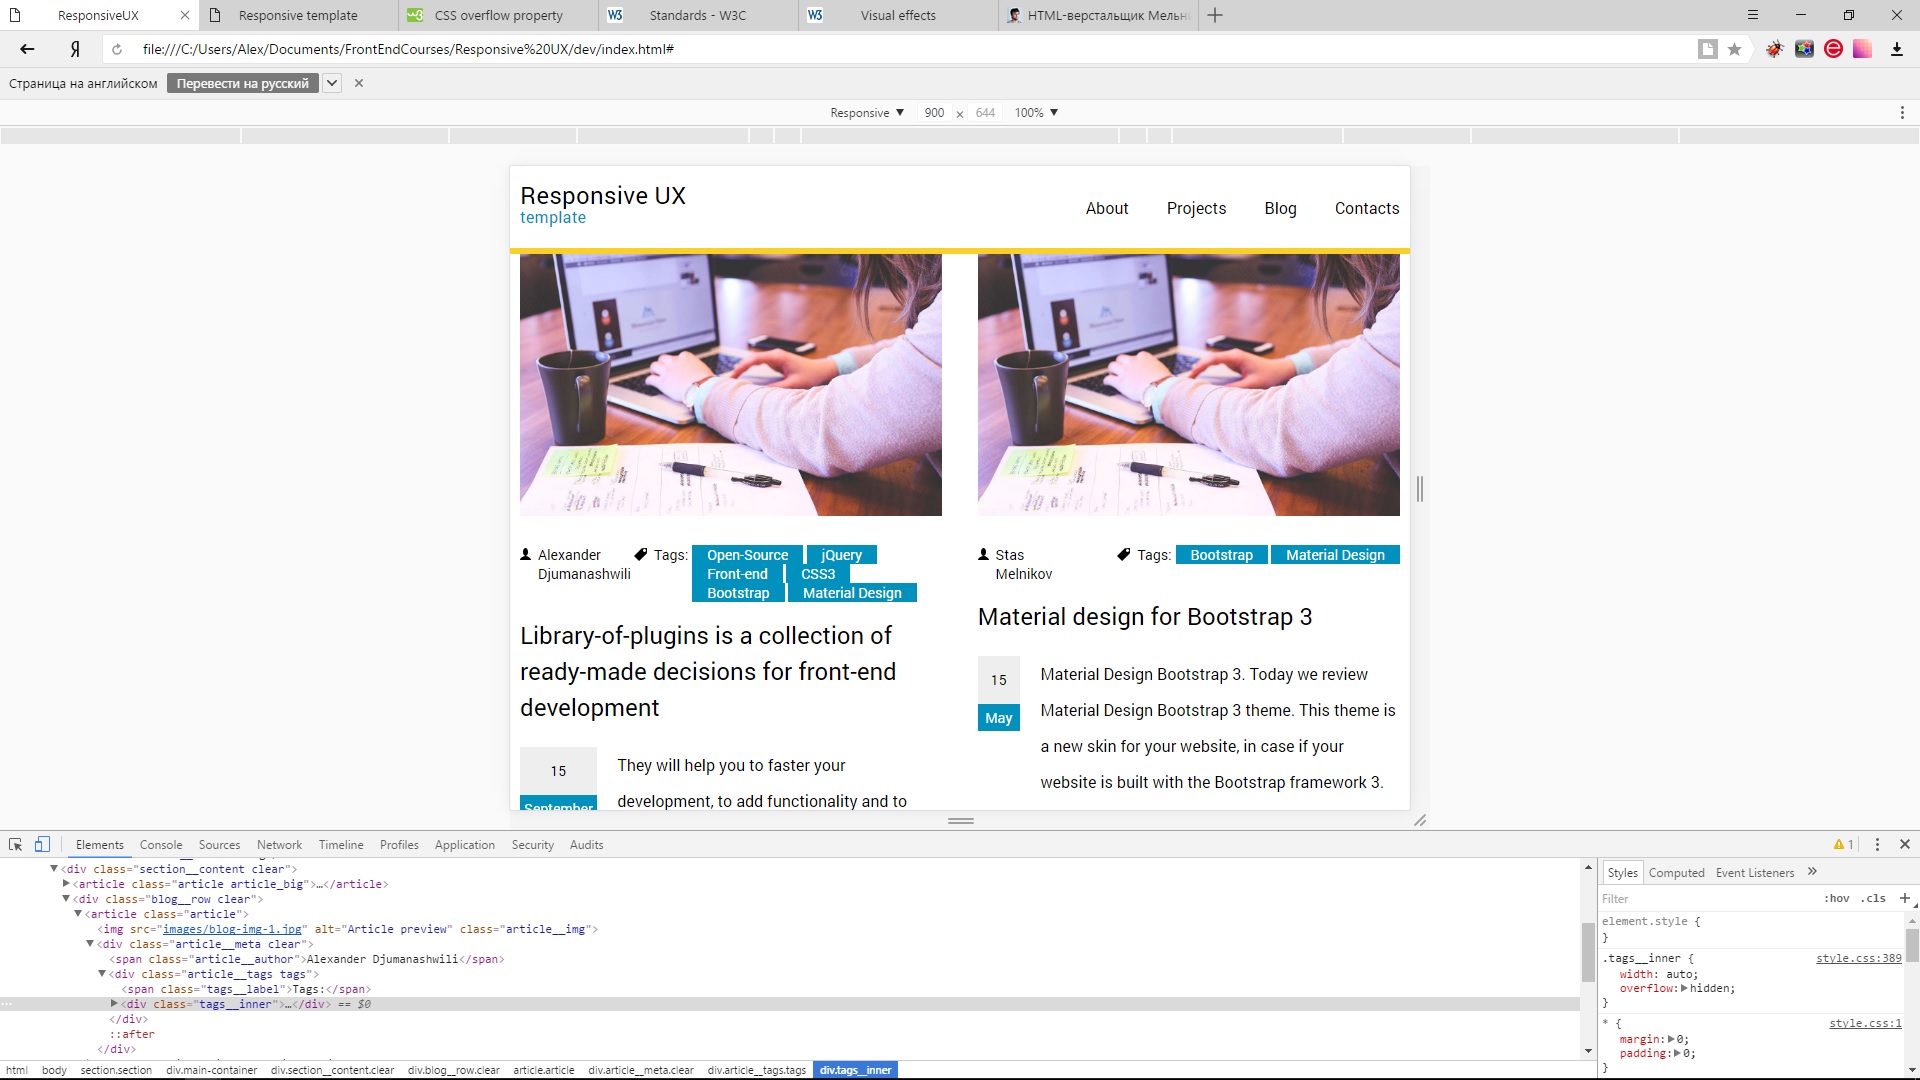 ResponsiveUX
Responsive template
CSS overflow property
Standards - W3C
Visual effects
HTML-верстальщик Мельн
file:///C:/Users/Alex/Documents/FrontEndCourses/Responsive%20UX/dev/index.html#
Страница на английском Перевести на русский
Responsive ▼ 900 x 644 100% ▼
Responsive UX
template
About Projects Blog Contacts
Alexander
Djumanashwili
Tags: Open-Source jQuery
Front-end CSS3
Bootstrap Material Design
Library-of-plugins is a collection of
ready-made decisions for front-end
development
15
September
They will help you to faster your
development, to add functionality and to
Stas
Melnikov
Tags: Bootstrap Material Design
Material design for Bootstrap 3
15
May
Material Design Bootstrap 3. Today we review
Material Design Bootstrap 3 theme. This theme is
a new skin for your website, in case if your
website is built with the Bootstrap framework 3.
Elements Console Sources Network Timeline Profiles Application Security Audits 1
▼<div class="section__content clear">
▶<article class="article article_big">…</article>
▼<div class="blog__row clear">
▼<article class="article">
<img src="images/blog-img-1.jpg" alt="Article preview" class="article__img">
▼<div class="article__meta clear">
<span class="article__author">Alexander Djumanashwili</span>
▼<div class="article__tags tags">
<span class="tags__label">Tags:</span>
▶<div class="tags__inner">…</div> == $0
</div>
::after
</div>
html body section.section div.main-container div.section__content.clear div.blog__row.clear article.article div.article__meta.clear div.article__tags.tags div.tags__inner
Styles Computed Event Listeners »
Filter :hov .cls +
element.style {
}
.tags__inner { style.css:389
width: auto;
overflow:▶hidden;
}
* { style.css:1
margin:▶0;
padding:▶0;
}